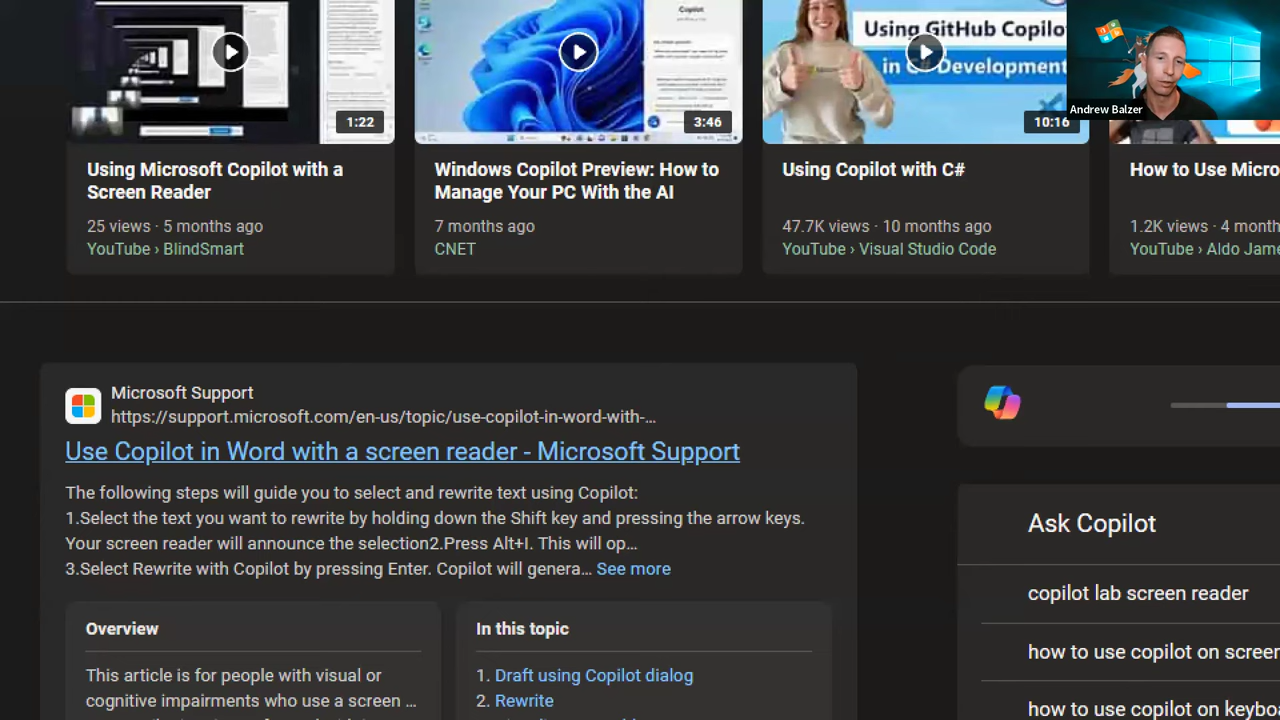 Copilot
Using GitHub Copilo
in C# Development
Andrew Balzer
1:22
3:46
10:16
Using Microsoft Copilot with a
Screen Reader
25 views · 5 months ago
YouTube › BlindSmart
Windows Copilot Preview: How to
Manage Your PC With the AI
7 months ago
CNET
Using Copilot with C#
47.7K views · 10 months ago
YouTube › Visual Studio Code
How to Use Micro
1.2K views · 4 month
YouTube › Aldo Jame
Microsoft Support
https://support.microsoft.com/en-us/topic/use-copilot-in-word-with-...
Use Copilot in Word with a screen reader - Microsoft Support
The following steps will guide you to select and rewrite text using Copilot:
1.Select the text you want to rewrite by holding down the Shift key and pressing the arrow keys.
Your screen reader will announce the selection2.Press Alt+I. This will op...
3.Select Rewrite with Copilot by pressing Enter. Copilot will genera... See more
Overview
This article is for people with visual or
cognitive impairments who use a screen ...
In this topic
1. Draft using Copilot dialog
2. Rewrite
Ask Copilot
copilot lab screen reader
how to use copilot on screen
how to use copilot on keybo